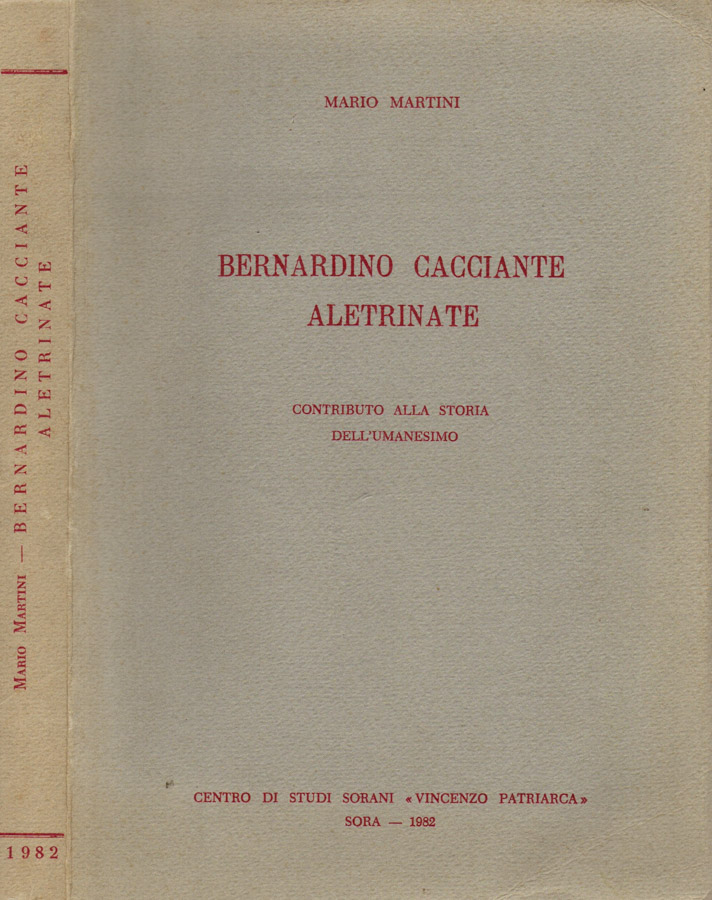 MARIO MARTINI
BERNARDINO CACCIANTE
ALETRINATE
CONTRIBUTO ALLA STORIA
DELL'UMANESIMO
CENTRO DI STUDI SORANI «VINCENZO PATRIARCA»
SORA — 1982
MARIO MARTINI — BERNARDINO CACCIANTE
ALETRINATE
1982